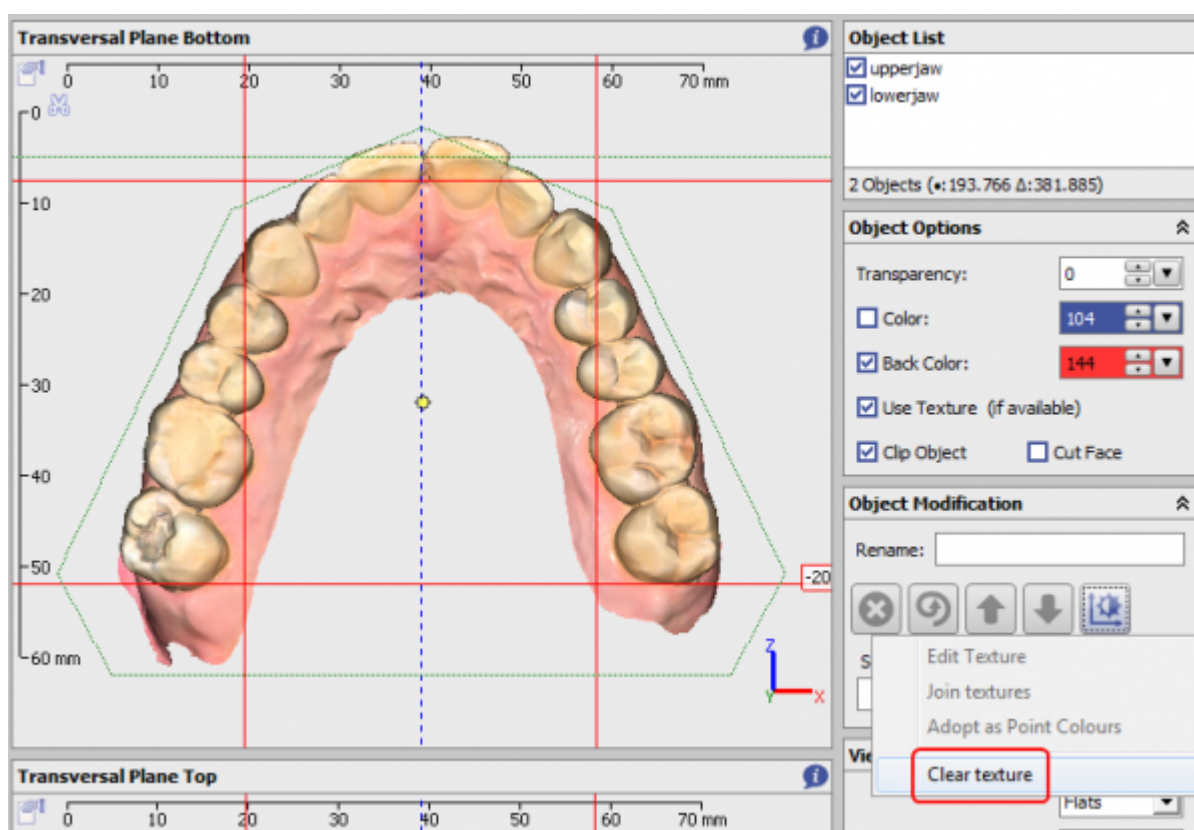 Transversal Plane Bottom
0 10 20 30 40 50 60 70 mm
0
10
20
30
40
50
60 mm
-20
Z
Y X
Transversal Plane Top
0 10 20 30 40 50 60 70 mm
Object List
upperjaw
lowerjaw
2 Objects (•:193.766 Δ:381.885)
Object Options
Transparency: 0
Color: 104
Back Color: 144
Use Texture (if available)
Clip Object Cut Face
Object Modification
Rename:
S
Edit Texture
Join textures
Adopt as Point Colours
Vie
Clear texture
Flats